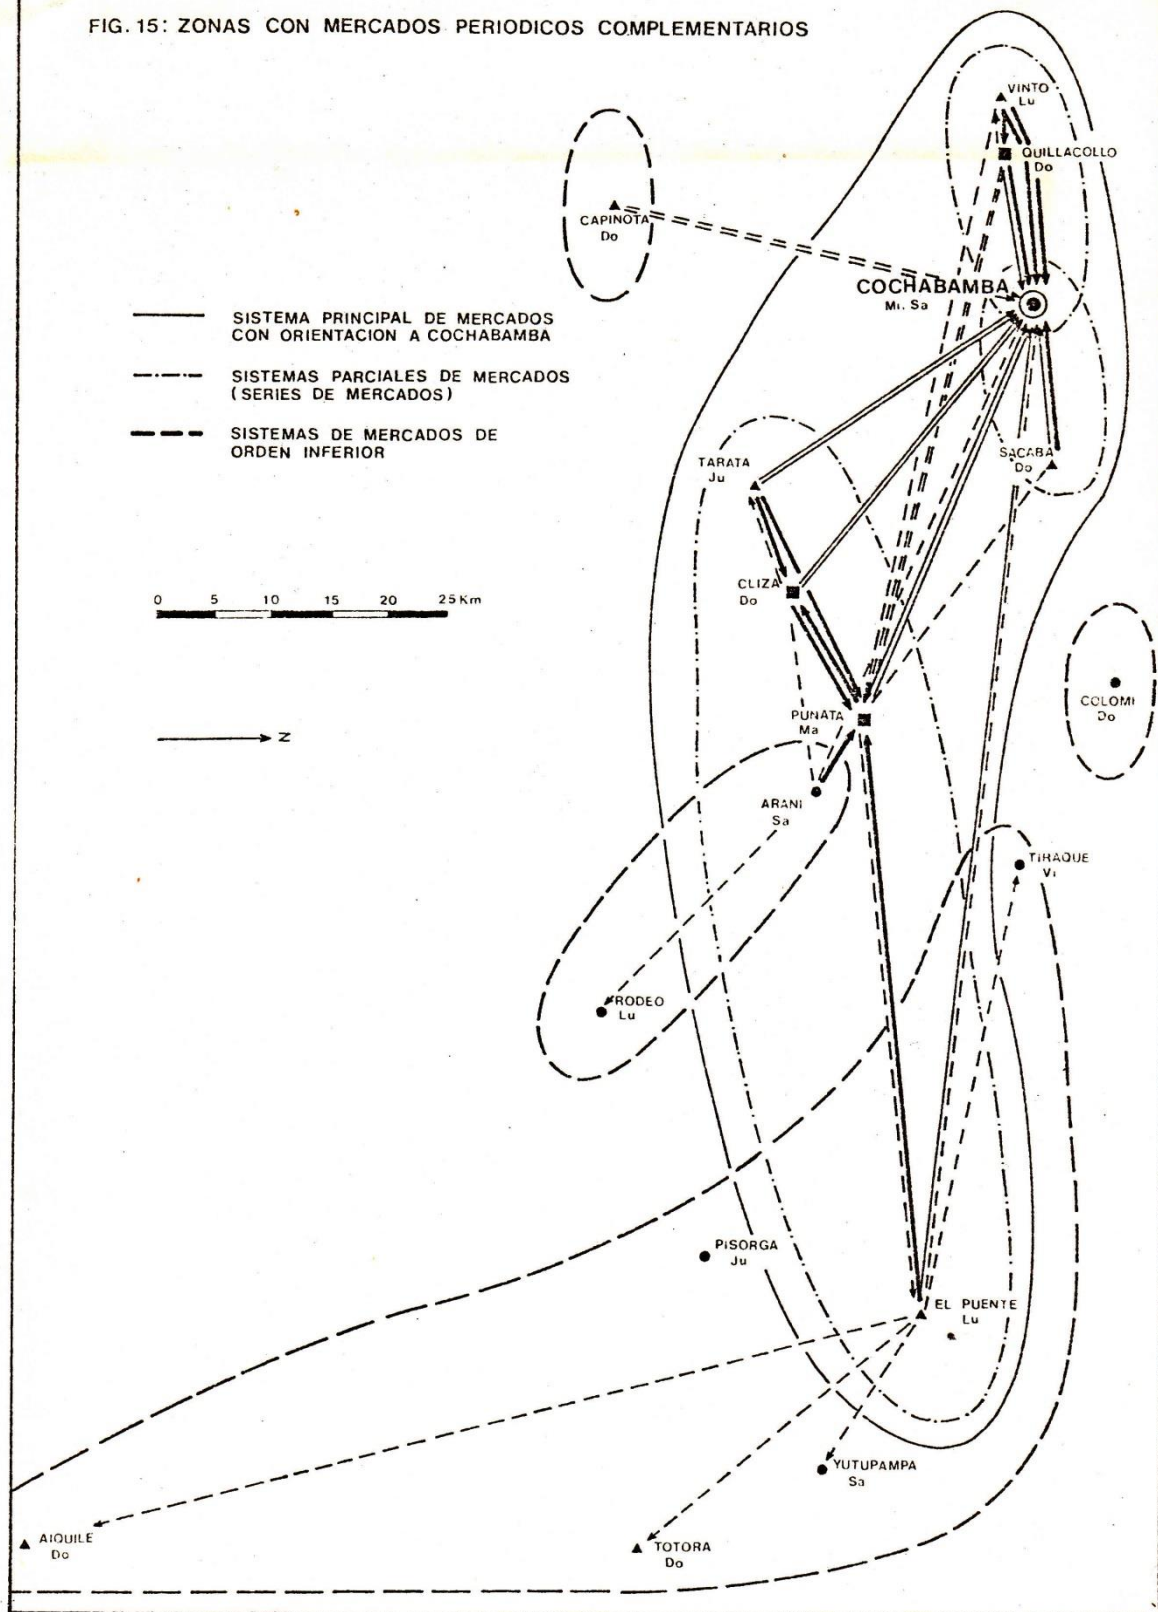 FIG. 15: ZONAS CON MERCADOS PERIODICOS COMPLEMENTARIOS
VINTO
Lu
QUILLACOLLO
Do
CAPINOTA
Do
COCHABAMBA
Mi. Sa
SISTEMA PRINCIPAL DE MERCADOS
CON ORIENTACION A COCHABAMBA
SISTEMAS PARCIALES DE MERCADOS
(SERIES DE MERCADOS)
SISTEMAS DE MERCADOS DE
ORDEN INFERIOR
TARATA
Ju
SACABA
Do
CLIZA
Do
0 5 10 15 20 25 Km
COLOMI
Do
PUNATA
Ma
N
ARANI
Sa
TIRAQUE
Vi
RODEO
Lu
PISORGA
Ju
EL PUENTE
Lu
YUTUPAMPA
Sa
AIQUILE
Do
TOTORA
Do